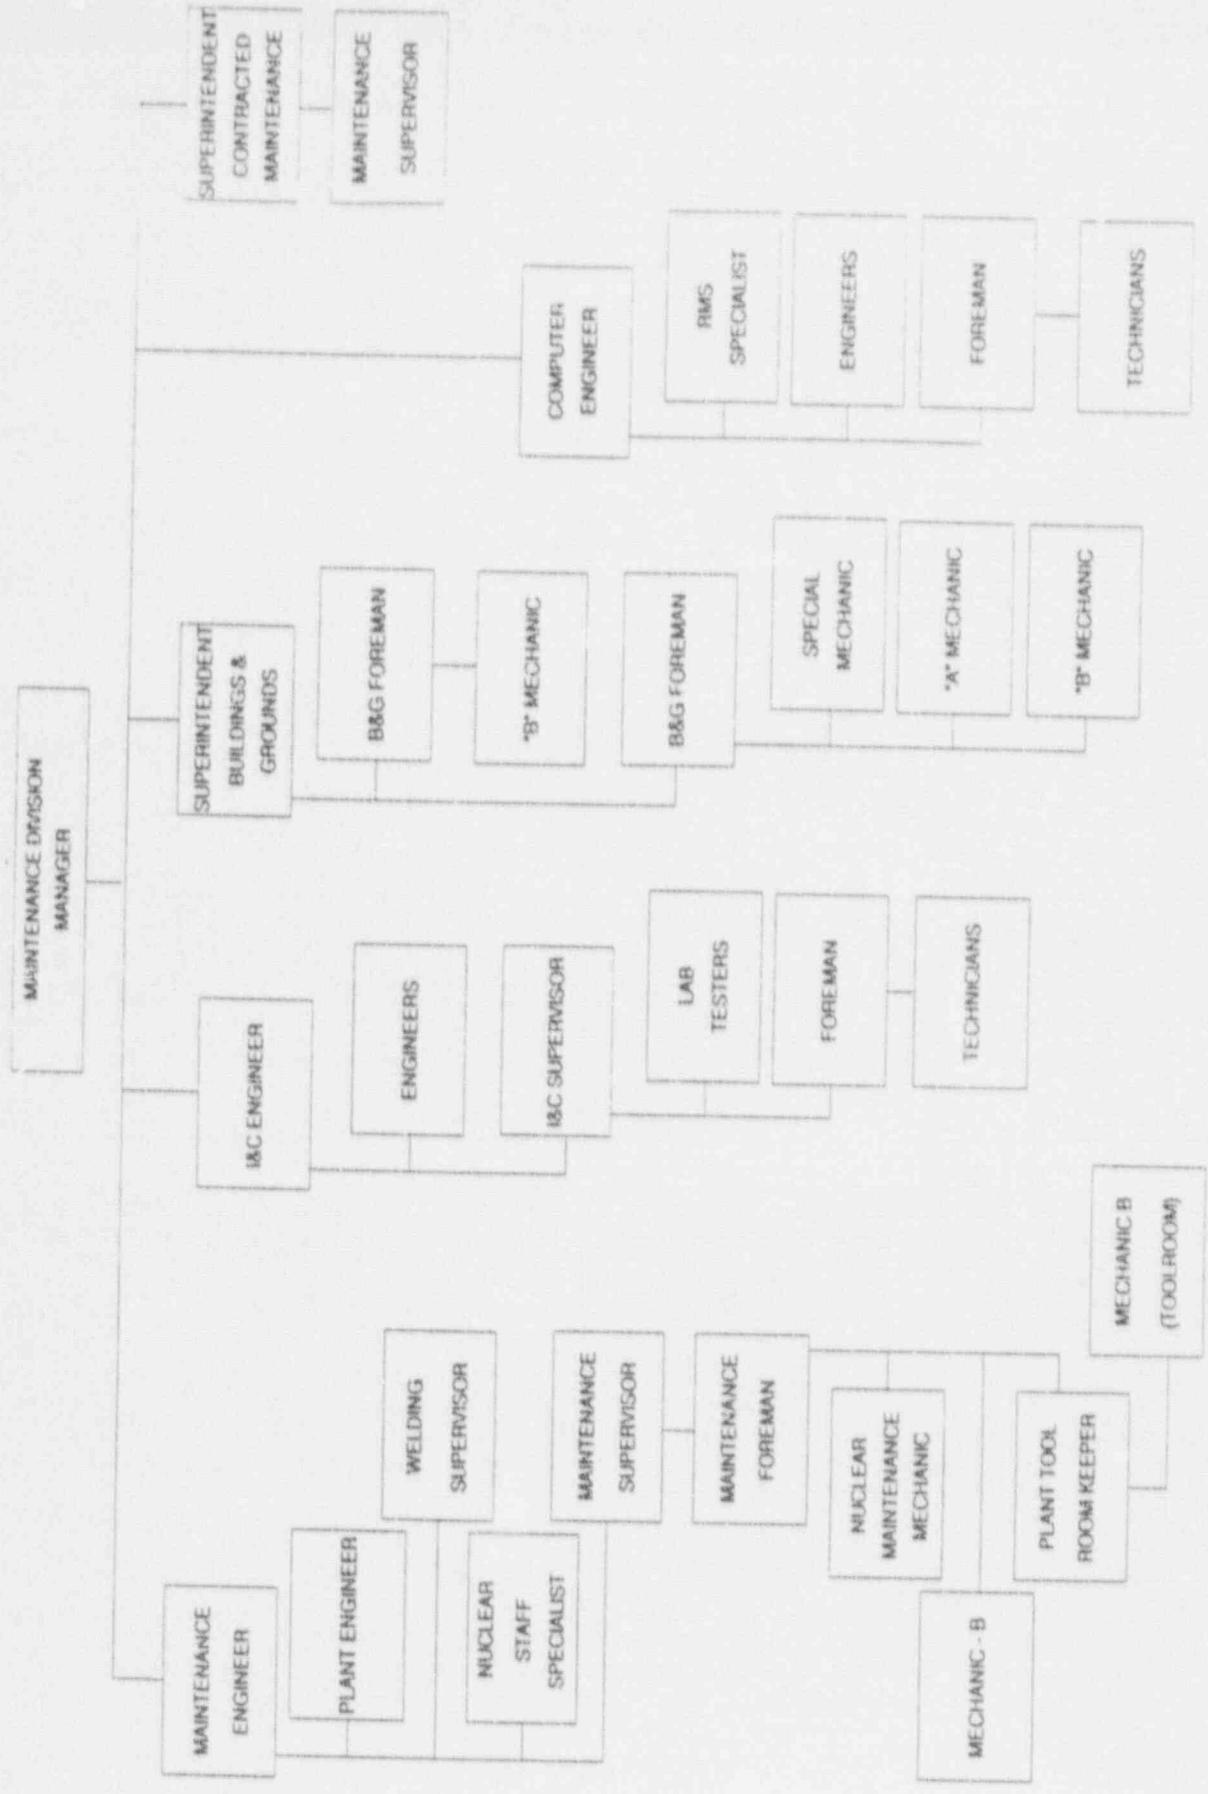 MAINTENANCE DIVISION
MANAGER
MAINTENANCE
ENGINEER
PLANT ENGINEER
WELDING
SUPERVISOR
NUCLEAR
STAFF
SPECIALIST
MAINTENANCE
SUPERVISOR
MAINTENANCE
FOREMAN
NUCLEAR
MAINTENANCE
MECHANIC
MECHANIC - B
PLANT TOOL
ROOM KEEPER
MECHANIC B
(TOOLROOM)
I&C ENGINEER
ENGINEERS
I&C SUPERVISOR
LAB
TESTERS
FOREMAN
TECHNICIANS
SUPERINTENDENT
BUILDINGS &
GROUNDS
B&G FOREMAN
"B" MECHANIC
B&G FOREMAN
SPECIAL
MECHANIC
"A" MECHANIC
"B" MECHANIC
COMPUTER
ENGINEER
RMS
SPECIALIST
ENGINEERS
FOREMAN
TECHNICIANS
SUPERINTENDENT
CONTRACTED
MAINTENANCE
MAINTENANCE
SUPERVISOR